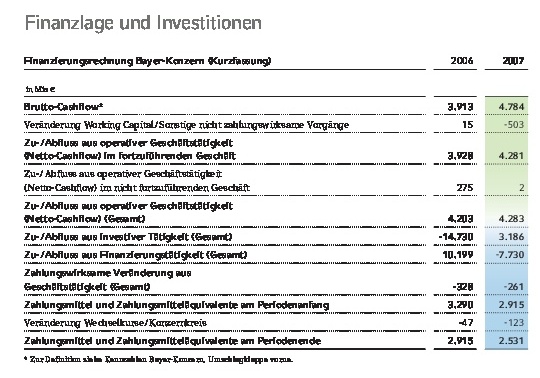 Finanzlage und Investitionen
Finanzierungsrechnung Bayer-Konzern (Kurzfassung) 2006 2007
in Mio €
Brutto-Cashflow* 3.913 4.784
Veränderung Working Capital/Sonstige nicht zahlungswirksame Vorgänge 15 -503
Zu-/Abfluss aus operativer Geschäftstätigkeit
(Netto-Cashflow) im fortzuführenden Geschäft 3.928 4.281
Zu-/Abfluss aus operativer Geschäftstätigkeit
(Netto-Cashflow) im nicht fortzuführenden Geschäft 275 2
Zu-/Abfluss aus operativer Geschäftstätigkeit
(Netto-Cashflow) (Gesamt) 4.203 4.283
Zu-/Abfluss aus investiver Tätigkeit (Gesamt) -14.730 3.186
Zu-/Abfluss aus Finanzierungstätigkeit (Gesamt) 10.199 -7.730
Zahlungswirksame Veränderung aus
Geschäftstätigkeit (Gesamt) -328 -261
Zahlungsmittel und Zahlungsmitteläquivalente am Periodenanfang 3.290 2.915
Veränderung Wechselkurse/Konzernkreis -47 -123
Zahlungsmittel und Zahlungsmitteläquivalente am Periodenende 2.915 2.531
* Zur Definition siehe Kennzahlen Bayer-Konzern, Umschlagklappe vorne.